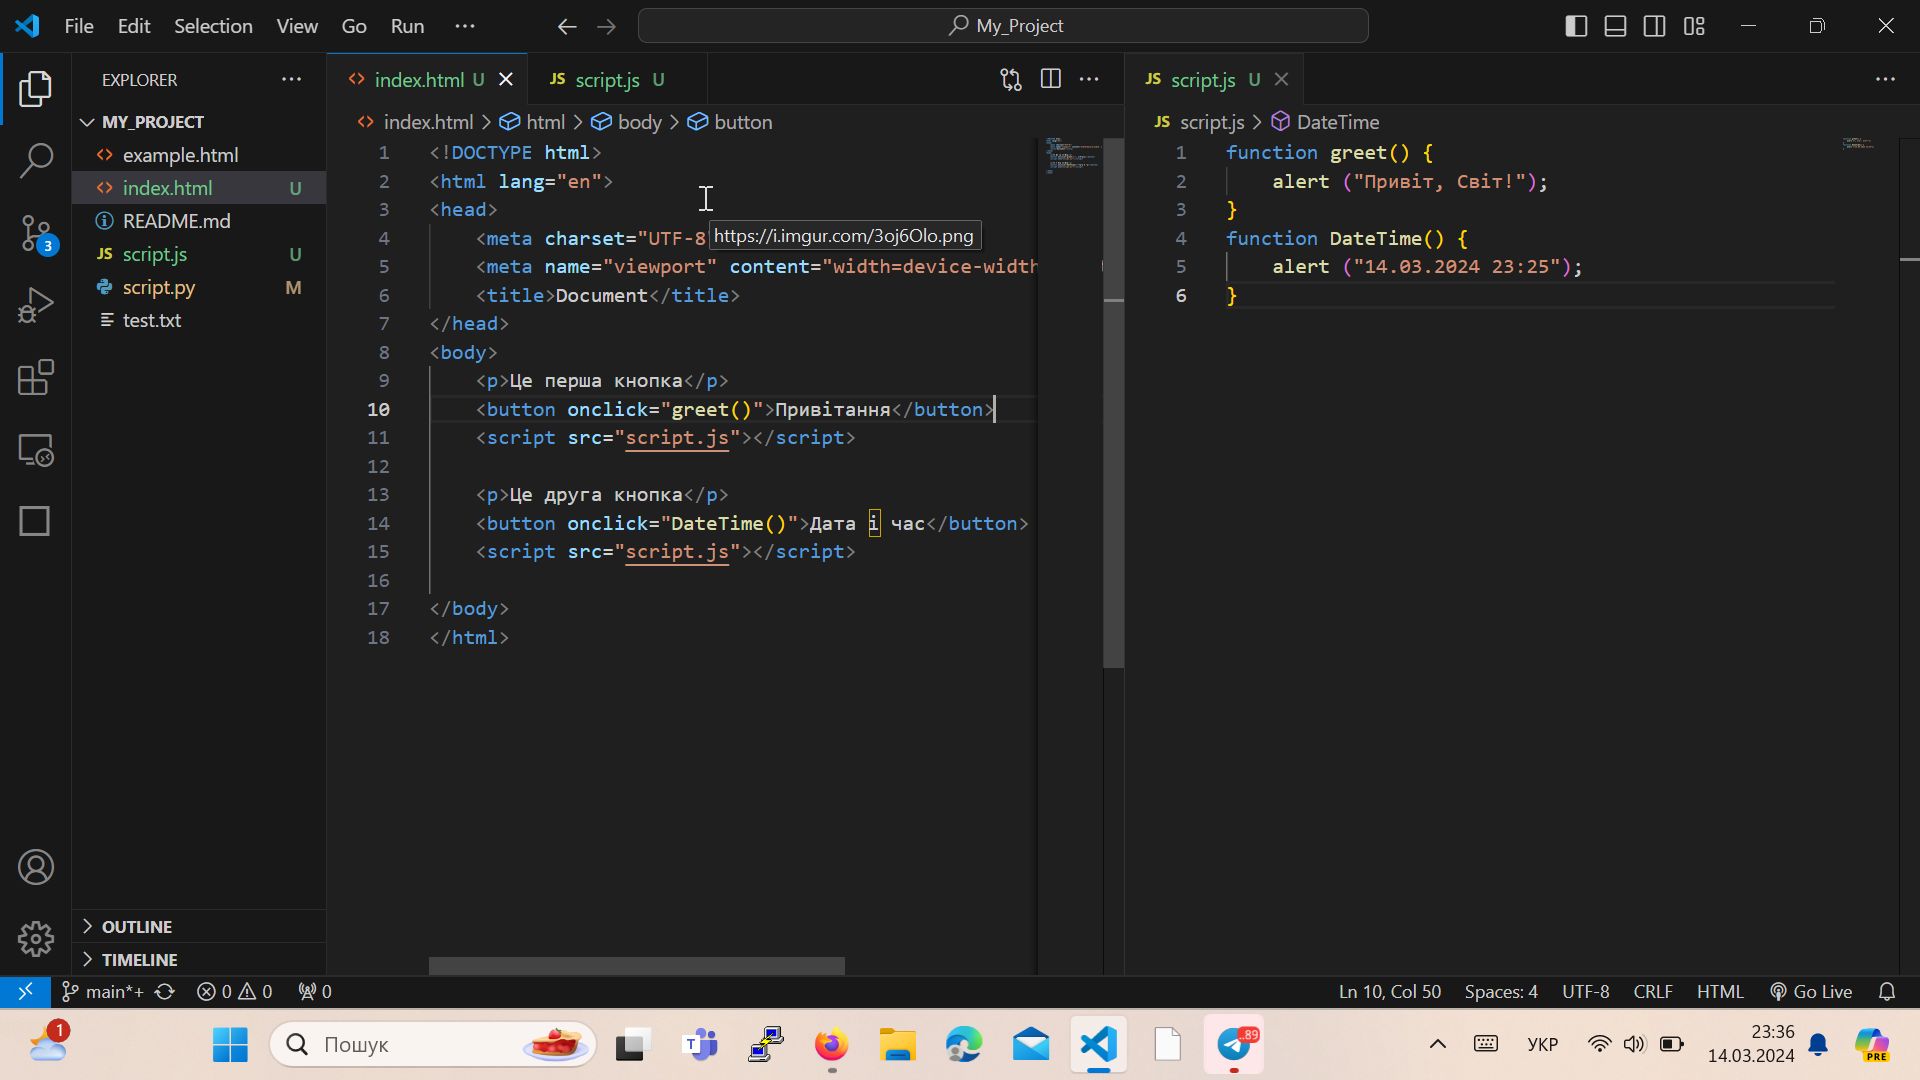 File Edit Selection View Go Run ··· My_Project
EXPLORER ···
MY_PROJECT
example.html
index.html U
README.md
JS script.js U
script.py M
test.txt
OUTLINE
TIMELINE
index.html U
JS script.js U
index.html > html > body > button
1 <!DOCTYPE html>
2 <html lang="en">
3 <head>
4 <meta charset="UTF-8"
https://i.imgur.com/3oj6Olo.png
5 <meta name="viewport" content="width=device-width
6 <title>Document</title>
7 </head>
8 <body>
9 <p>Це перша кнопка</p>
10 <button onclick="greet()">Привітання</button>
11 <script src="script.js"></script>
12
13 <p>Це друга кнопка</p>
14 <button onclick="DateTime()">Дата і час</button>
15 <script src="script.js"></script>
16
17 </body>
18 </html>
JS script.js U
JS script.js > DateTime
1 function greet() {
2 alert ("Привіт, Світ!");
3 }
4 function DateTime() {
5 alert ("14.03.2024 23:25");
6 }
3
main*+ 0 0 0 Ln 10, Col 50 Spaces: 4 UTF-8 CRLF HTML Go Live
1 Пошук T ..89 УКР 23:36 PRE
14.03.2024